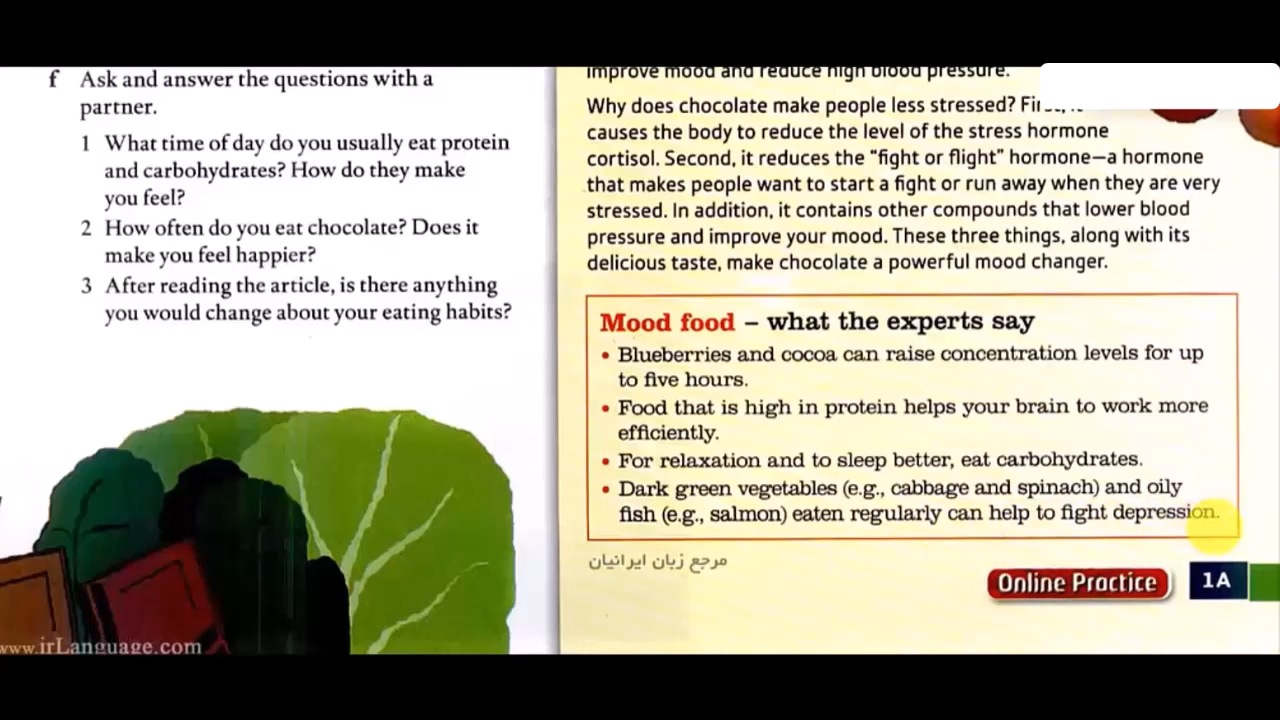 f Ask and answer the questions with a
partner.
1 What time of day do you usually eat protein
and carbohydrates? How do they make
you feel?
2 How often do you eat chocolate? Does it
make you feel happier?
3 After reading the article, is there anything
you would change about your eating habits?
www.irLanguage.com
improve mood and reduce high blood pressure.
Why does chocolate make people less stressed? First, it
causes the body to reduce the level of the stress hormone
cortisol. Second, it reduces the "fight or flight" hormone—a hormone
that makes people want to start a fight or run away when they are very
stressed. In addition, it contains other compounds that lower blood
pressure and improve your mood. These three things, along with its
delicious taste, make chocolate a powerful mood changer.
Mood food – what the experts say
• Blueberries and cocoa can raise concentration levels for up
to five hours.
• Food that is high in protein helps your brain to work more
efficiently.
• For relaxation and to sleep better, eat carbohydrates.
• Dark green vegetables (e.g., cabbage and spinach) and oily
fish (e.g., salmon) eaten regularly can help to fight depression.
مرجع زبان ایرانیان
Online Practice
1A